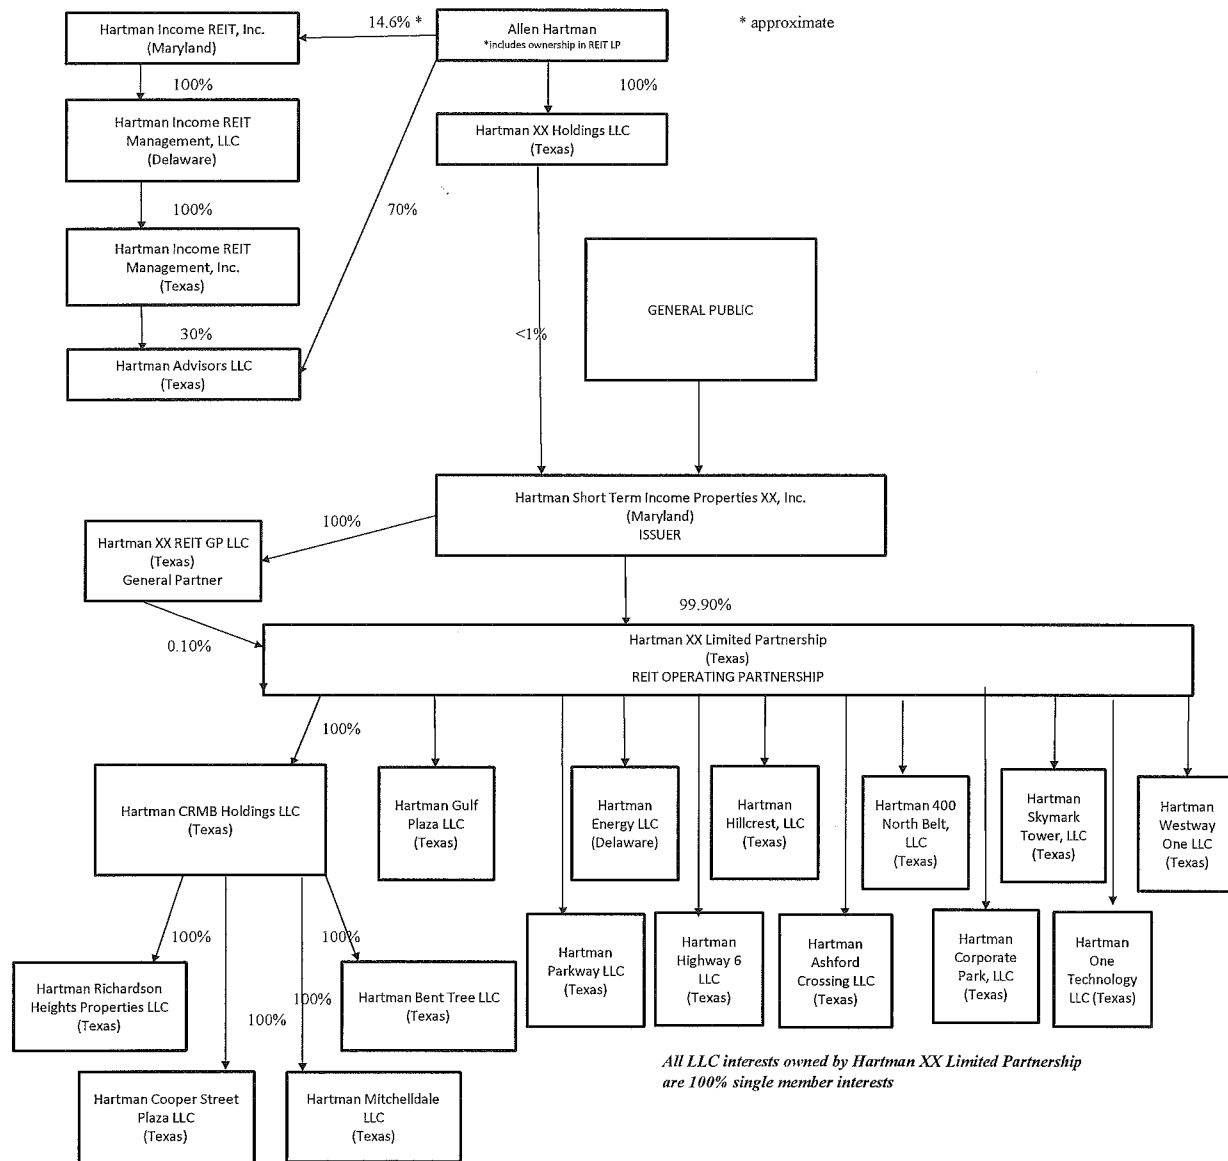 Hartman Income REIT, Inc.
(Maryland)
14.6% *
Allen Hartman
*includes ownership in REIT LP
* approximate
100%
100%
Hartman Income REIT
Management, LLC
(Delaware)
Hartman XX Holdings LLC
(Texas)
100%
70%
Hartman Income REIT
Management, Inc.
(Texas)
GENERAL PUBLIC
30%
<1%
Hartman Advisors LLC
(Texas)
Hartman Short Term Income Properties XX, Inc.
(Maryland)
ISSUER
100%
Hartman XX REIT GP LLC
(Texas)
General Partner
99.90%
0.10%
Hartman XX Limited Partnership
(Texas)
REIT OPERATING PARTNERSHIP
100%
Hartman CRMB Holdings LLC
(Texas)
Hartman Gulf
Plaza LLC
(Texas)
Hartman
Energy LLC
(Delaware)
Hartman
Hillcrest, LLC
(Texas)
Hartman 400
North Belt,
LLC
(Texas)
Hartman
Skymark
Tower, LLC
(Texas)
Hartman
Westway
One LLC
(Texas)
100%
100%
100%
100%
100%
Hartman Richardson
Heights Properties LLC
(Texas)
Hartman Bent Tree LLC
(Texas)
Hartman
Parkway LLC
(Texas)
Hartman
Highway 6
LLC
(Texas)
Hartman
Ashford
Crossing LLC
(Texas)
Hartman
Corporate
Park, LLC
(Texas)
Hartman
One
Technology
LLC (Texas)
Hartman Cooper Street
Plaza LLC
(Texas)
Hartman Mitchelldale
LLC
(Texas)
All LLC interests owned by Hartman XX Limited Partnership
are 100% single member interests